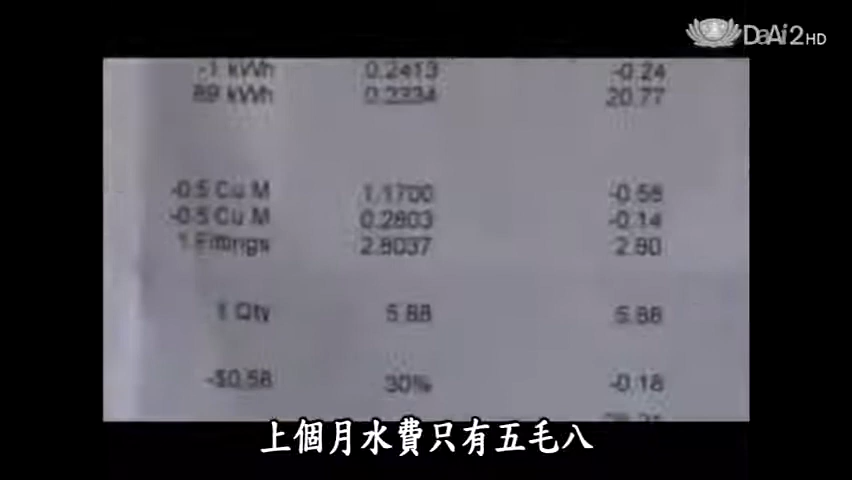 DaAi2 HD
-1 kWh 0.2413 -0.24
89 kWh 0.2334 20.77
-0.5 Cu M 1.1700 -0.58
-0.5 Cu M 0.2803 -0.14
1 Fittings 2.8037 2.80
1 Qty 5.88 5.88
-$0.58 30% -0.18
上個月水費只有五毛八